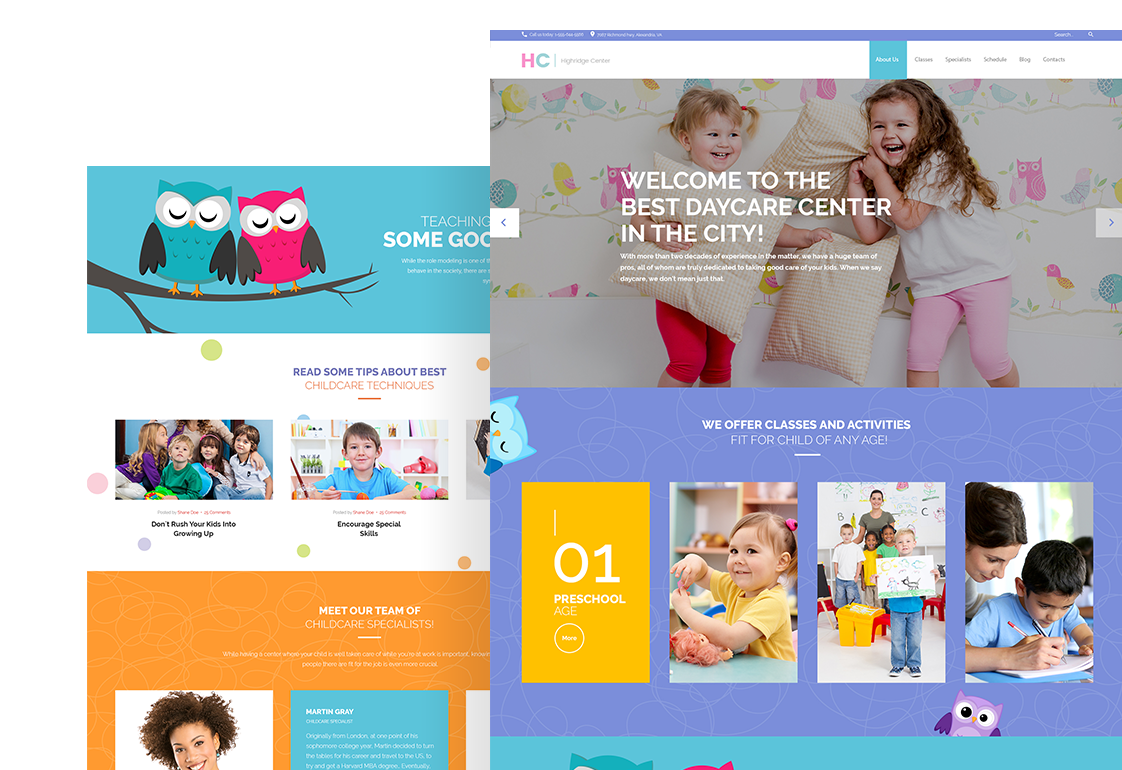 Call us today: 1-559-649-5566
7567 Richmond Hwy, Alexandria, VA
Search...
HC
Highridge Center
About Us
Classes
Specialists
Schedule
Blog
Contacts
WELCOME TO THE
BEST DAYCARE CENTER
IN THE CITY!
With more than two decades of experience in the matter, we have a huge team of
pros, all of whom are truly dedicated to taking good care of your kids. When we say
daycare, we don't mean just that.
WE OFFER CLASSES AND ACTIVITIES
FIT FOR CHILD OF ANY AGE!
01
PRESCHOOL
AGE
More
TEACHING
SOME GOO
While the role modeling is one of th
behave in the society, there are s
READ SOME TIPS ABOUT BEST
CHILDCARE TECHNIQUES
Posted by Shane Doe • 25 Comments
Don't Rush Your Kids Into
Growing Up
Posted by Shane Doe • 25 Comments
Encourage Special
Skills
MEET OUR TEAM OF
CHILDCARE SPECIALISTS!
While having a center where your child is well taken care of while you're at work is important, knowin
people there are fit for the job is even more crucial.
MARTIN GRAY
CHILDCARE SPECIALIST
Originally from London, at one point of his
sophomore college year, Martin decided to turn
the tables for his career and travel to the US, to
try and get a Harvard MBA degree. Eventually,